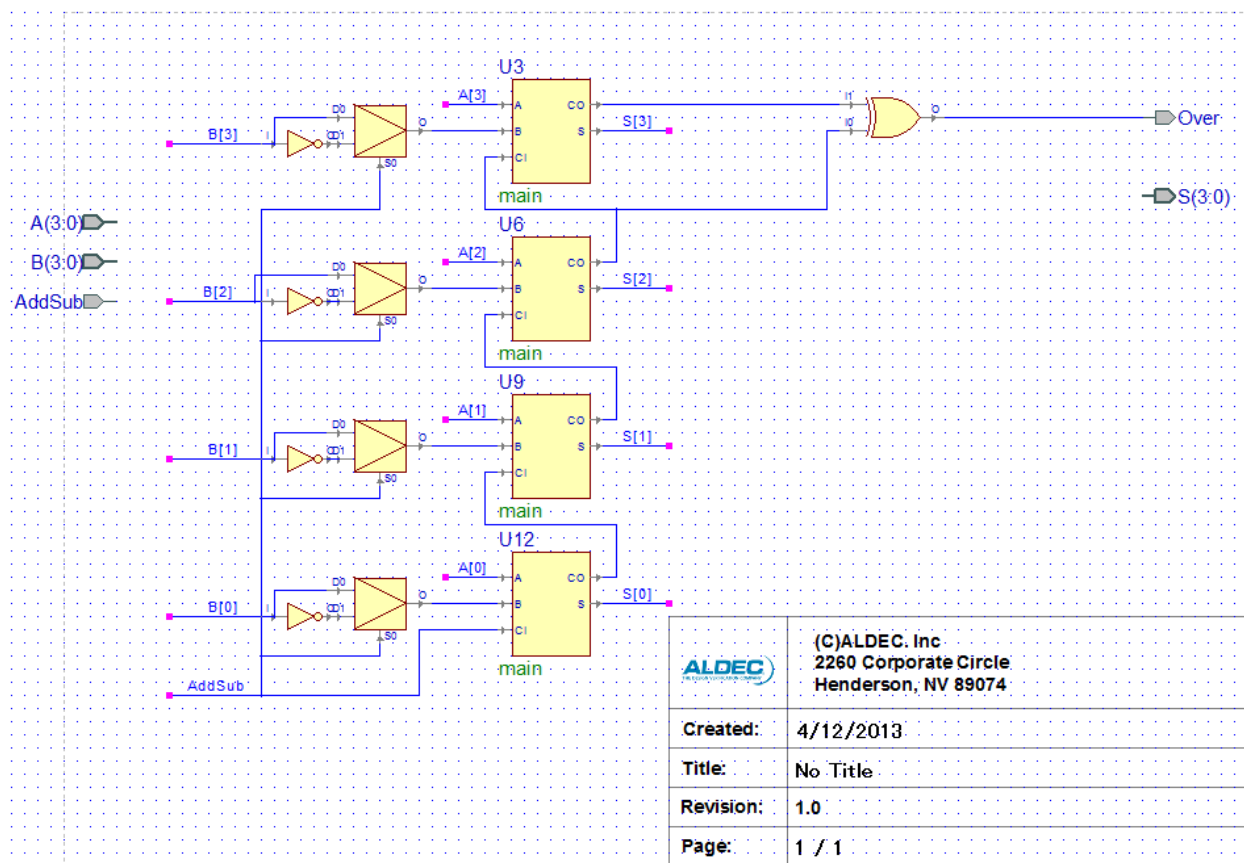 U3
A[3]
A CO
I1
D0
O
B[3]
I
O
D1
O
B
S
S[3]
I0
Over
S0
CI
main
S(3:0)
A(3:0)
U6
A[2]
A CO
B(3:0)
D0
O
B[2]
I
O
D1
B
S
S[2]
AddSub
S0
CI
main
U9
A[1]
A CO
D0
O
B[1]
I
O
D1
B
S
S[1]
S0
CI
main
U12
A[0]
A CO
D0
O
B[0]
I
O
D1
B
S
S[0]
S0
CI
main
AddSub
ALDEC
(C)ALDEC. Inc
2260 Corporate Circle
Henderson, NV 89074
Created: 4/12/2013
Title: No Title
Revision: 1.0
Page: 1 / 1